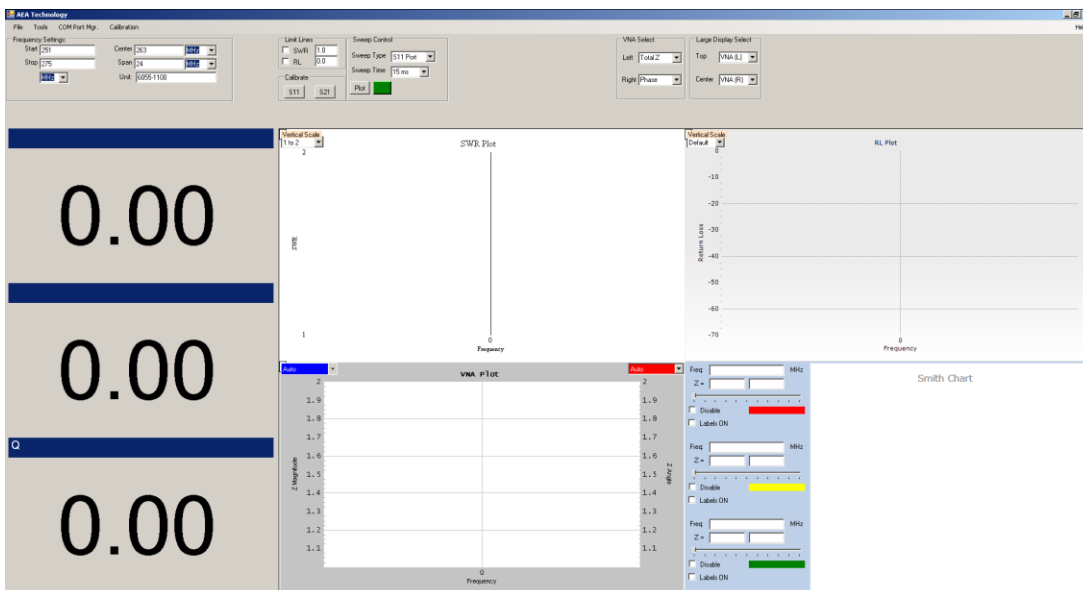 AEA Technology
File Tools COM Port Mgr. Calibration
Frequency Settings
Start 251 Center 263 MHz
Stop 275 Span 24 MHz
MHz Unit: 6055-1108
Limit Lines
SWR 1.0
RL 0.0
Calibrate
S11 S21
Sweep Control
Sweep Type S11 Port
Sweep Time 15 ms
Plot
VNA Select
Left Total Z
Right Phase
Large Display Select
Top VNA (L)
Center VNA (R)
0.00
0.00
Q
0.00
Vertical Scale
1 to 2
SWR Plot
2
SWR
1
0
Frequency
Vertical Scale
Default
RL Plot
0
-10
-20
-30
-40
-50
-60
-70
Return Loss
0
Frequency
Auto
VNA Plot
Auto
2
1.9
1.8
1.7
1.6
1.5
1.4
1.3
1.2
1.1
Z Magnitude
2
1.9
1.8
1.7
1.6
1.5
1.4
1.3
1.2
1.1
Z Angle
0
Frequency
Freq MHz
Z =
Disable
Labels ON
Freq MHz
Z =
Disable
Labels ON
Freq MHz
Z =
Disable
Labels ON
Smith Chart